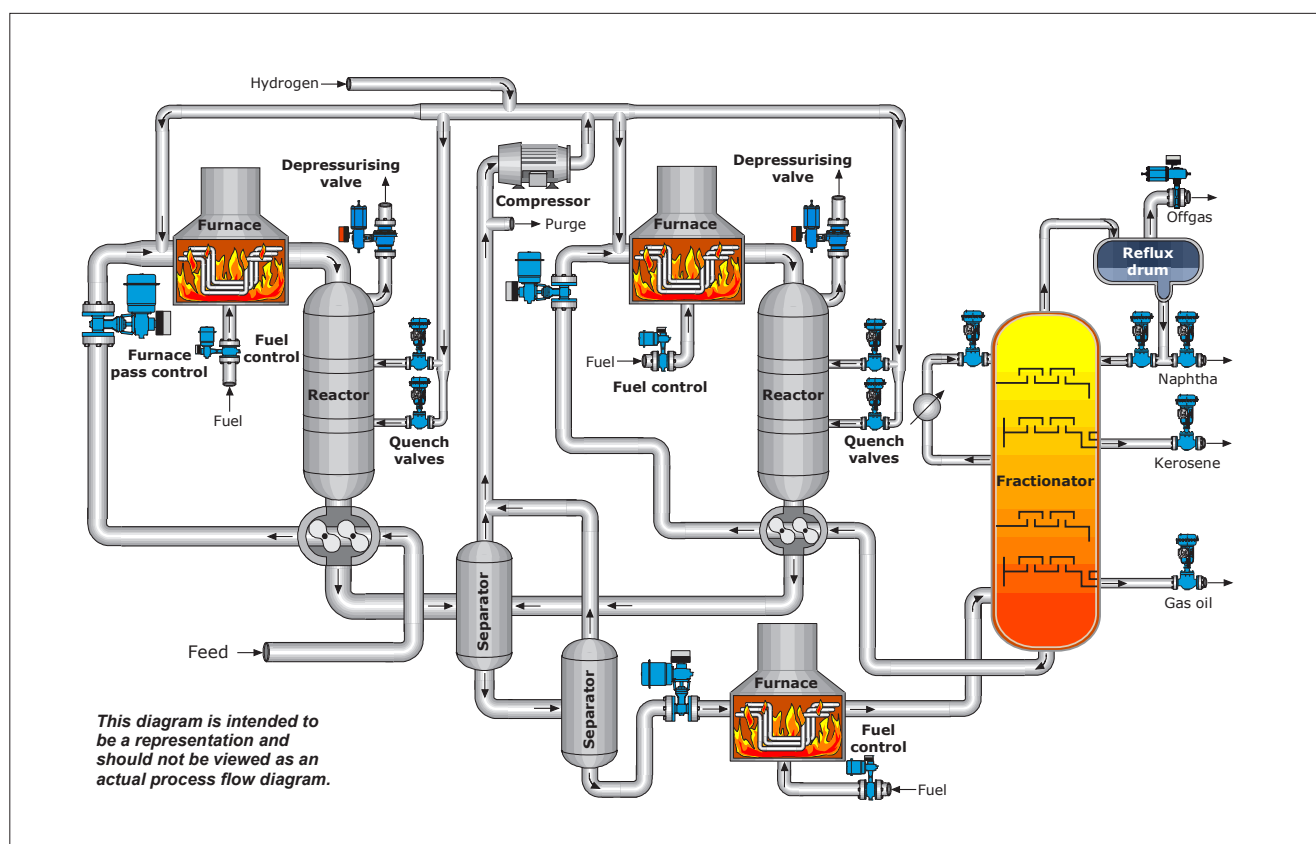 Hydrogen
Depressurising
valve
Depressurising
valve
Compressor
Furnace
Purge
Furnace
Offgas
Reflux
drum
Furnace
pass control
Fuel
control
Fuel
Fuel
Fuel control
Naphtha
Reactor
Reactor
Quench
valves
Quench
valves
Kerosene
Fractionator
Separator
Gas oil
Feed
Separator
Furnace
Fuel
control
Fuel
This diagram is intended to
be a representation and
should not be viewed as an
actual process flow diagram.